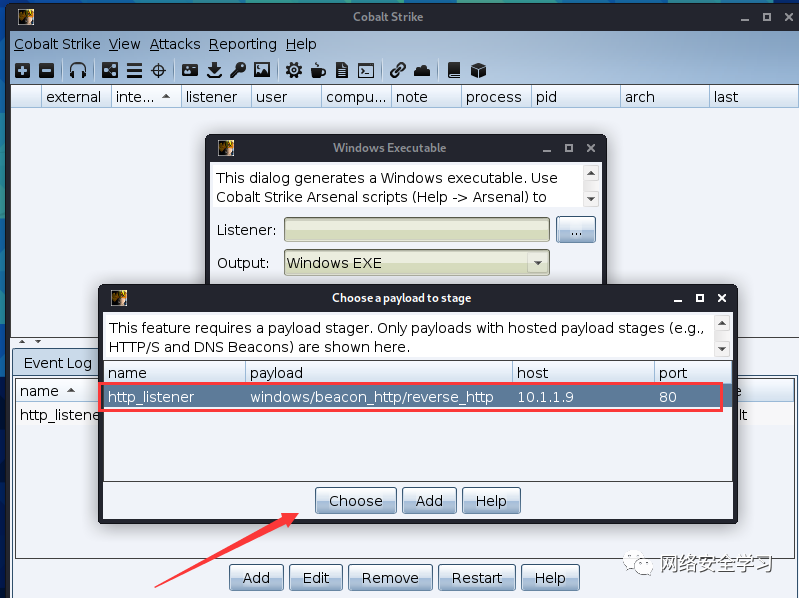 Cobalt Strike
Cobalt Strike View Attacks Reporting Help
external inte... listener user compu... note process pid arch last
Windows Executable
This dialog generates a Windows executable. Use
Cobalt Strike Arsenal scripts (Help -> Arsenal) to
Listener: ...
Output: Windows EXE
Choose a payload to stage
This feature requires a payload stager. Only payloads with hosted payload stages (e.g.,
HTTP/S and DNS Beacons) are shown here.
Event Log
name payload host port
name
http_listener windows/beacon_http/reverse_http 10.1.1.9 80
http_listene
Choose Add Help
Add Edit Remove Restart Help
网络安全学习